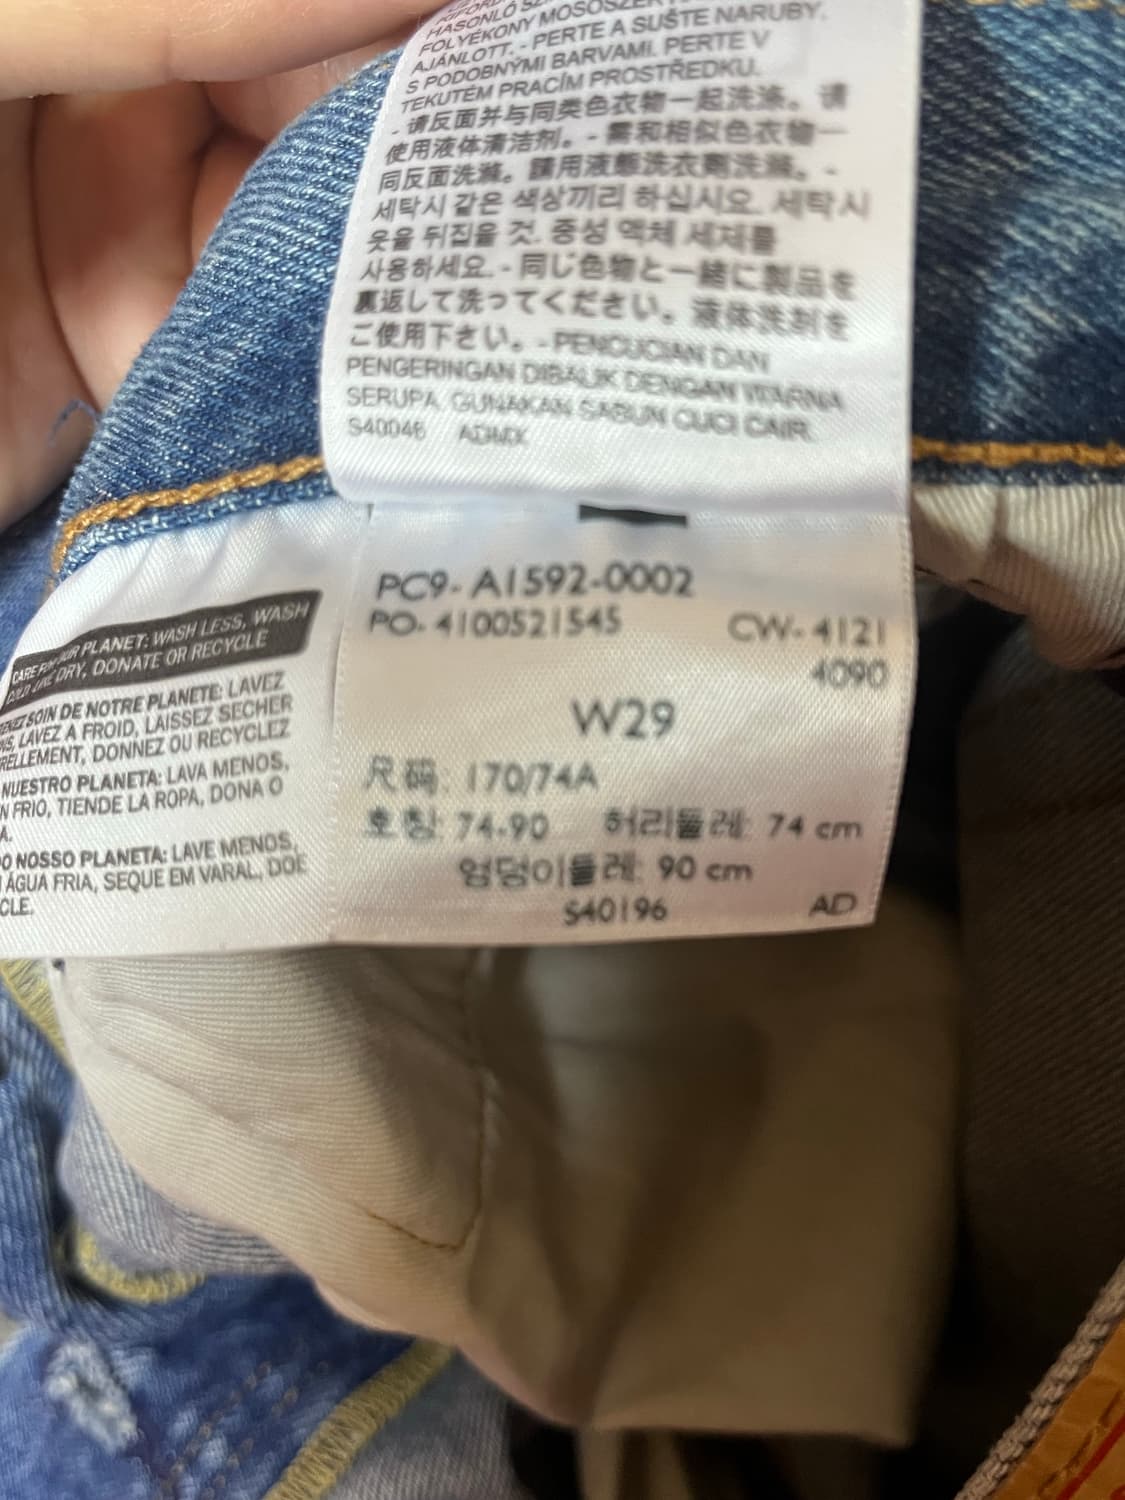 HASONLÓ
FOLYÉKONY MOSÓSZER
AJÁNLOTT. - PERTE A SUŠTE NARUBY.
S PODOBNÝMI BARVAMI. PERTE V
TEKUTÉM PRACÍM PROSTŘEDKU.
- 请反面并与同类色衣物一起洗涤。请
使用液体清洁剂。- 需和相似色衣物一
同反面洗滌。請用液態洗衣劑洗滌。-
세탁시 같은 색상끼리 하십시오. 세탁시
옷을 뒤집을 것. 중성 액체 세제를
사용하세요. - 同じ色物と一緒に製品を
裏返して洗ってください。液体洗剤を
ご使用下さい。- PENCUCIAN DAN
PENGERINGAN DIBALIK DENGAN WARNA
SERUPA. GUNAKAN SABUN CUCI CAIR.
S40046 ADMX
PC9- A1592-0002
PO- 4100521545 CW- 4121
4090
W29
尺码: 170/74A
호칭: 74-90 허리둘레: 74 cm
엉덩이둘레: 90 cm
S40196 AD
CARE FOR OUR PLANET: WASH LESS, WASH
COLD, LINE DRY, DONATE OR RECYCLE
SOIN DE NOTRE PLANETE: LAVEZ
LAVEZ A FROID, LAISSEZ SECHER
DONNEZ OU RECYCLEZ
NUESTRO PLANETA: LAVA MENOS,
FRIO, TIENDE LA ROPA, DONA O
NOSSO PLANETA: LAVE MENOS,
ÁGUA FRIA, SEQUE EM VARAL, DOE